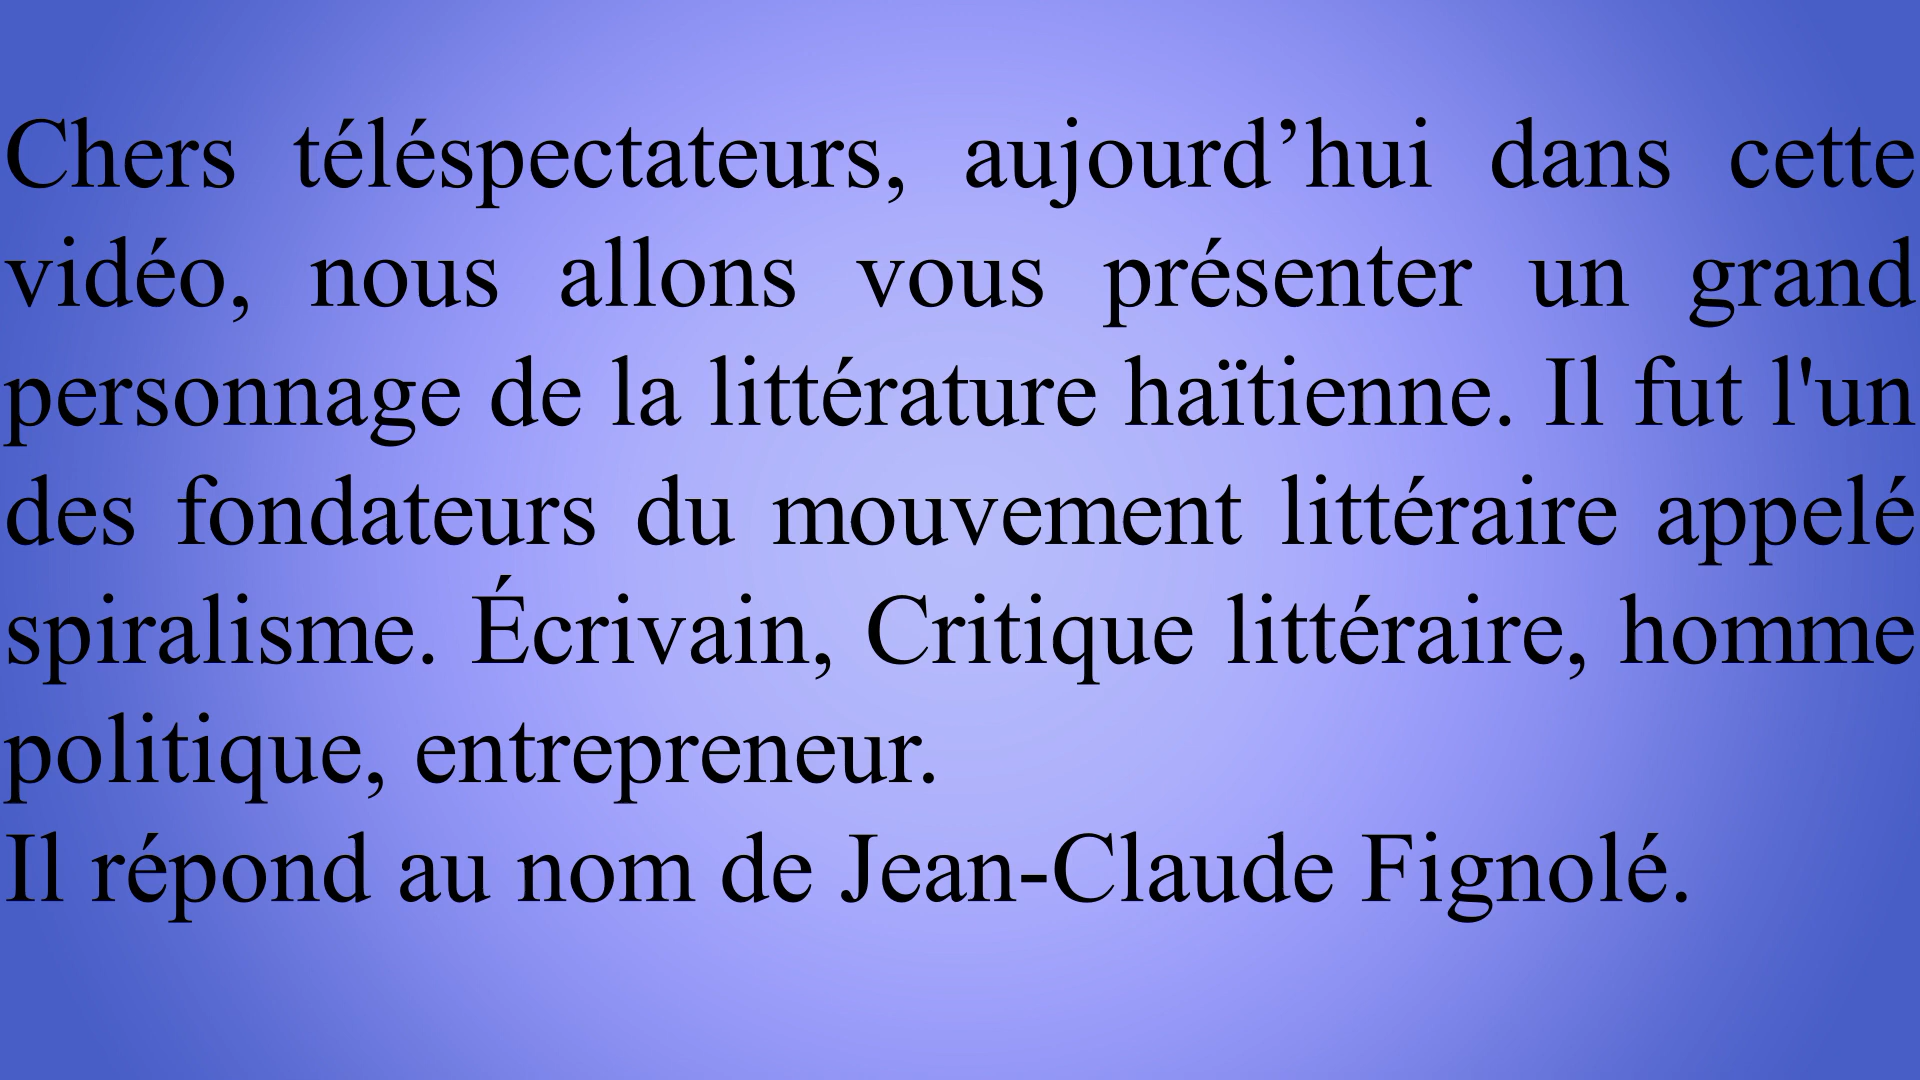 Chers téléspectateurs, aujourd’hui dans cette
vidéo, nous allons vous présenter un grand
personnage de la littérature haïtienne. Il fut l'un
des fondateurs du mouvement littéraire appelé
spiralisme. Écrivain, Critique littéraire, homme
politique, entrepreneur.
Il répond au nom de Jean-Claude Fignolé.